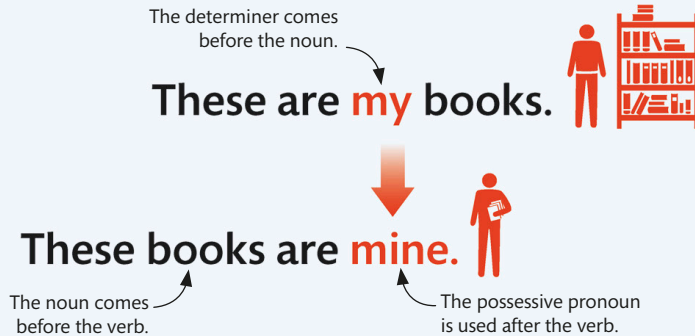 The determiner comes
before the noun.
These are my books.
These books are mine.
The noun comes
before the verb.
The possessive pronoun
is used after the verb.